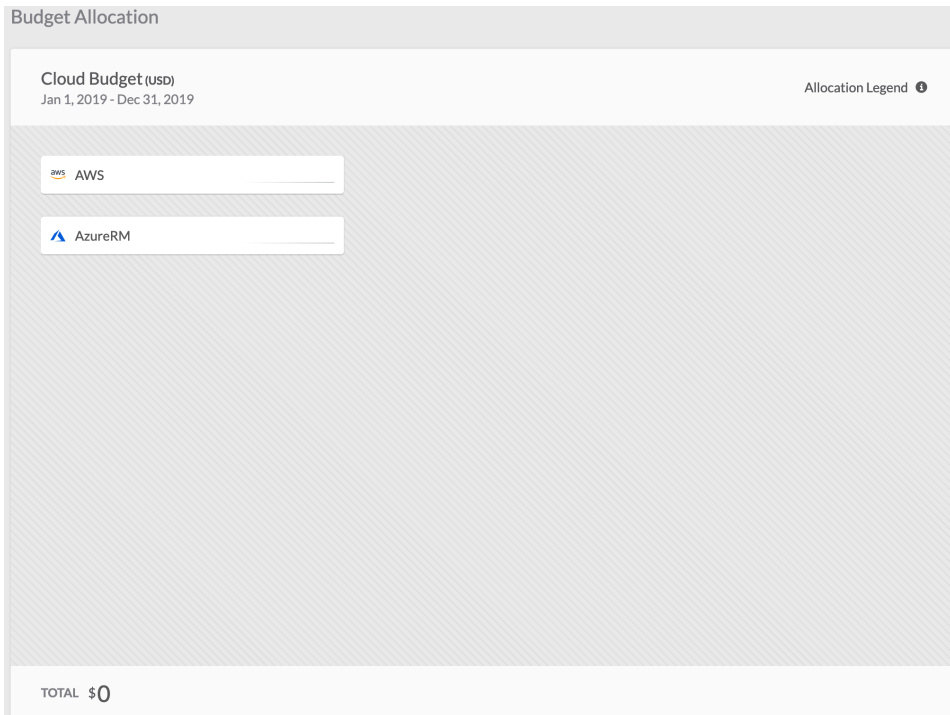 Budget Allocation
Cloud Budget (USD)
Jan 1, 2019 - Dec 31, 2019
Allocation Legend
aws AWS
AzureRM
TOTAL $0